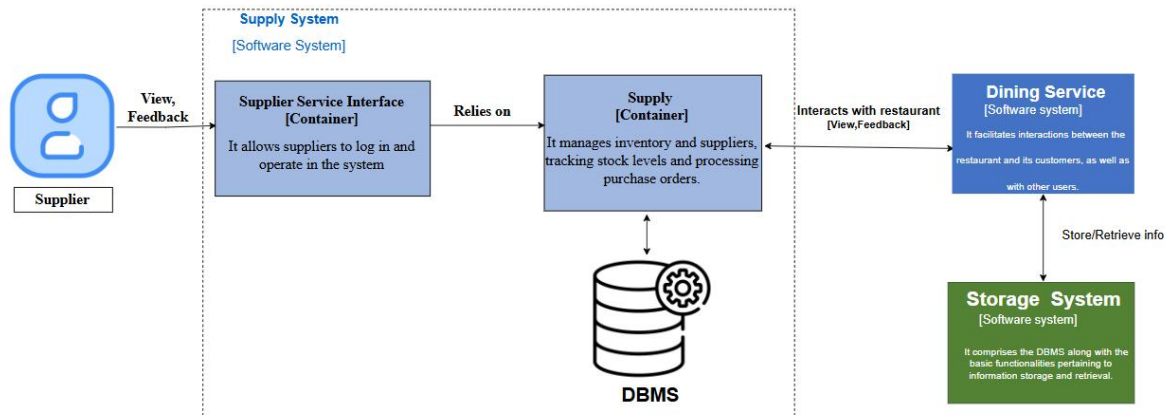 Supply System
[Software System]
View,
Feedback
Supplier
Supplier Service Interface
[Container]
It allows suppliers to log in and
operate in the system
Relies on
Supply
[Container]
It manages inventory and suppliers,
tracking stock levels and processing
purchase orders.
DBMS
Interacts with restaurant
[View,Feedback]
Dining Service
[Software system]
It facilitates interactions between the
restaurant and its customers, as well as
with other users.
Store/Retrieve info
Storage System
[Software system]
It comprises the DBMS along with the
basic functionalities pertaining to
information storage and retrieval.